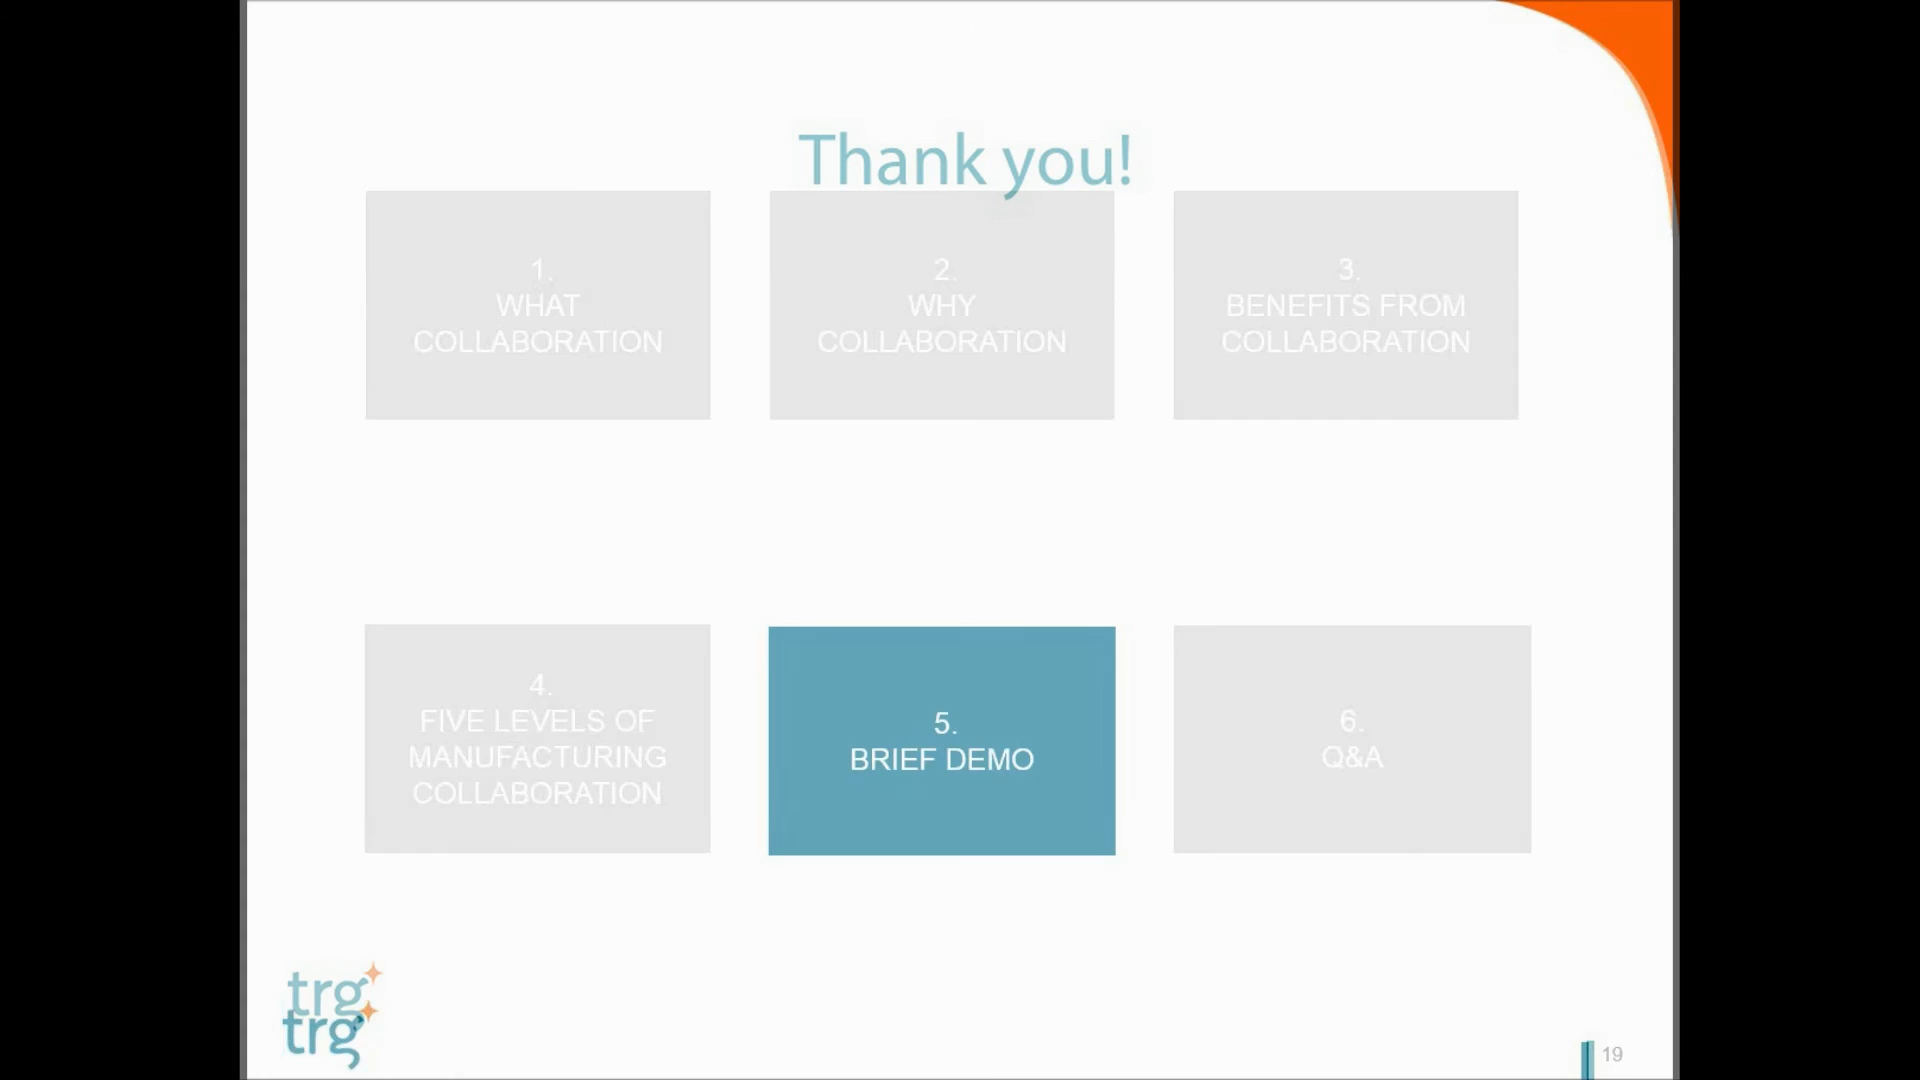 Thank you!
1.
WHAT
COLLABORATION
2.
WHY
COLLABORATION
3.
BENEFITS FROM
COLLABORATION
4.
FIVE LEVELS OF
MANUFACTURING
COLLABORATION
5.
BRIEF DEMO
6.
Q&A
trg
trg
19